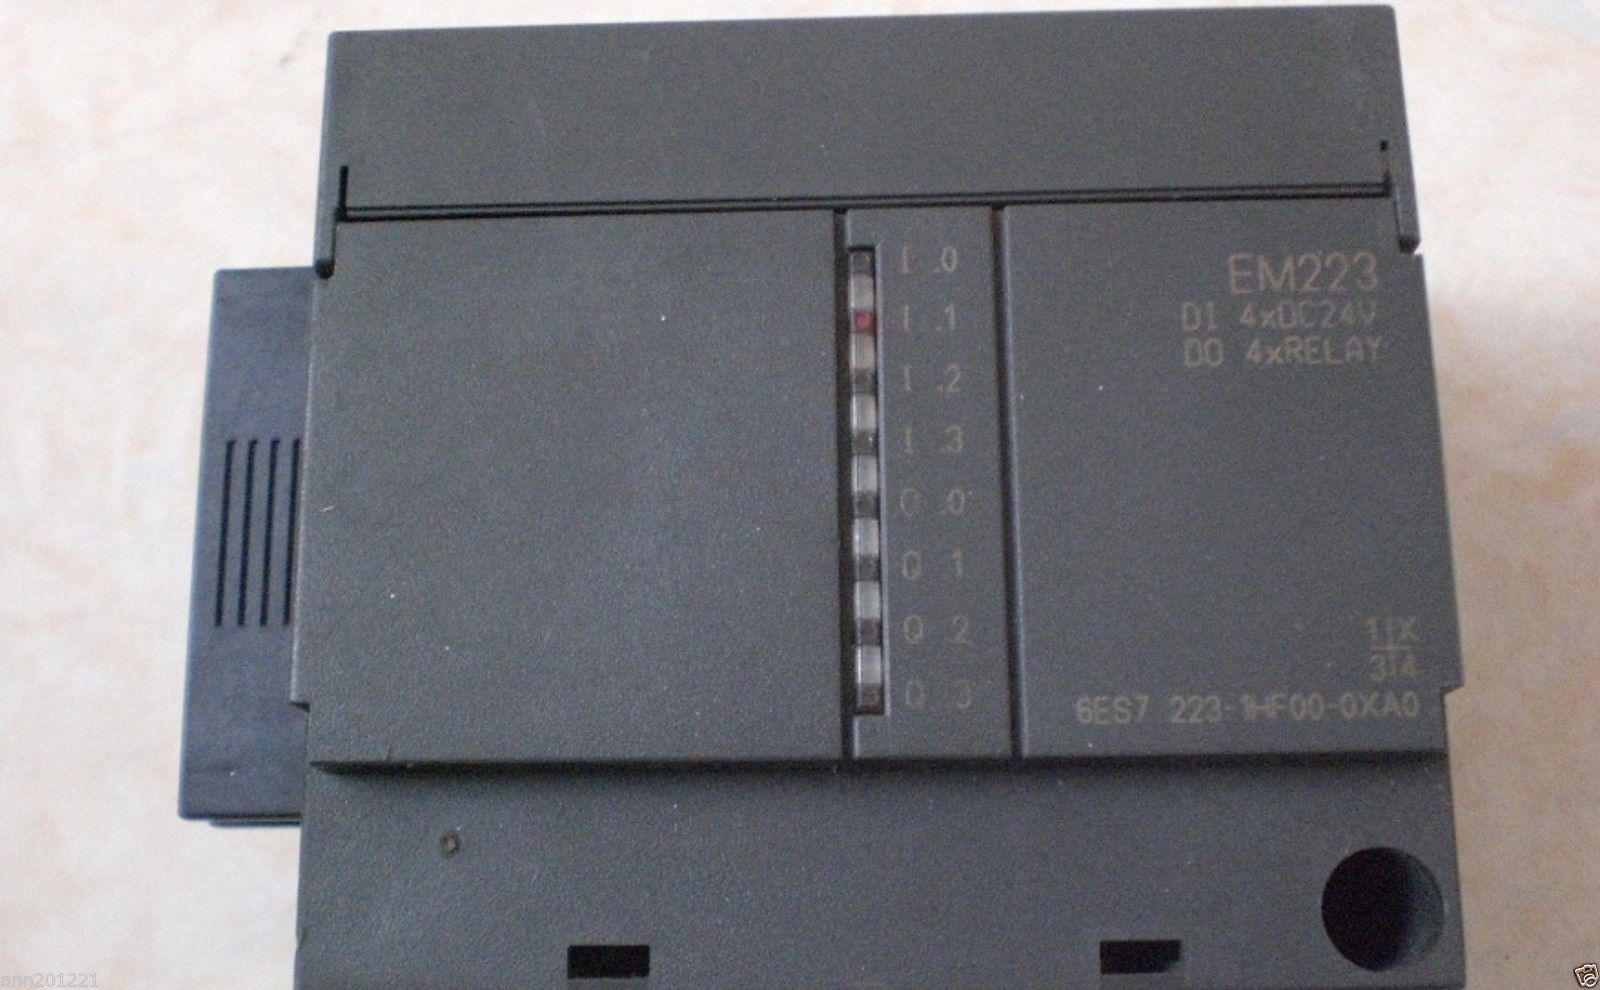 I .0
I .1
I .2
I .3
Q .0
Q .1
Q .2
Q .3
EM223
DI 4xDC24V
DO 4xRELAY
1 X
3 4
6ES7 223-1HF00-0XA0
ann201221